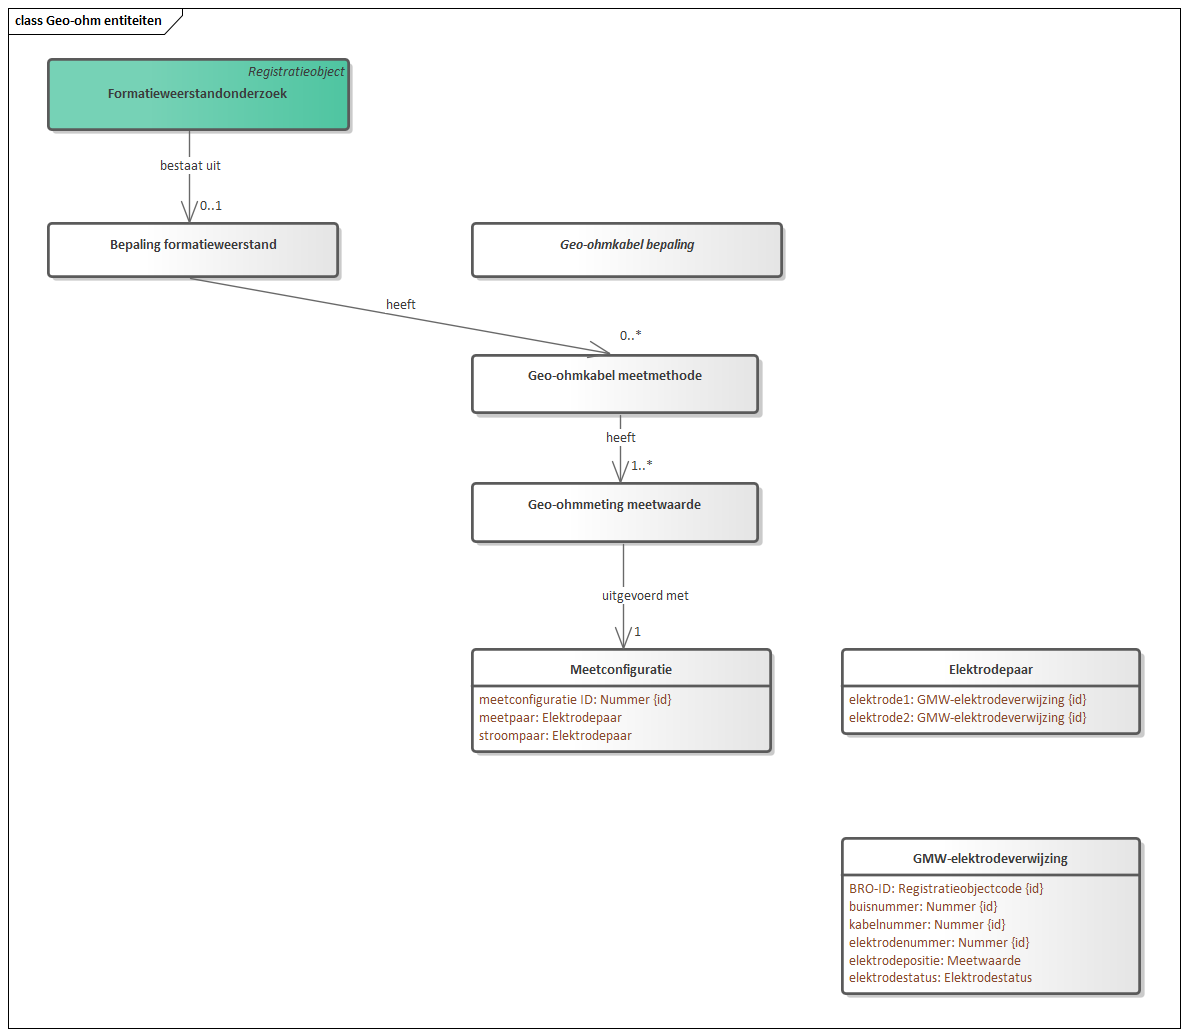 class Geo-ohm entiteiten
Registratieobject
Formatieweerstandonderzoek
bestaat uit
0..1
Bepaling formatieweerstand
Geo-ohmkabel bepaling
heeft
0..*
Geo-ohmkabel meetmethode
heeft
1..*
Geo-ohmmeting meetwaarde
uitgevoerd met
1
Meetconfiguratie
meetconfiguratie ID: Nummer {id}
meetpaar: Elektrodepaar
stroompaar: Elektrodepaar
Elektrodepaar
elektrode1: GMW-elektrodeverwijzing {id}
elektrode2: GMW-elektrodeverwijzing {id}
GMW-elektrodeverwijzing
BRO-ID: Registratieobjectcode {id}
buisnummer: Nummer {id}
kabelnummer: Nummer {id}
elektrodenummer: Nummer {id}
elektrodepositie: Meetwaarde
elektrodestatus: Elektrodestatus